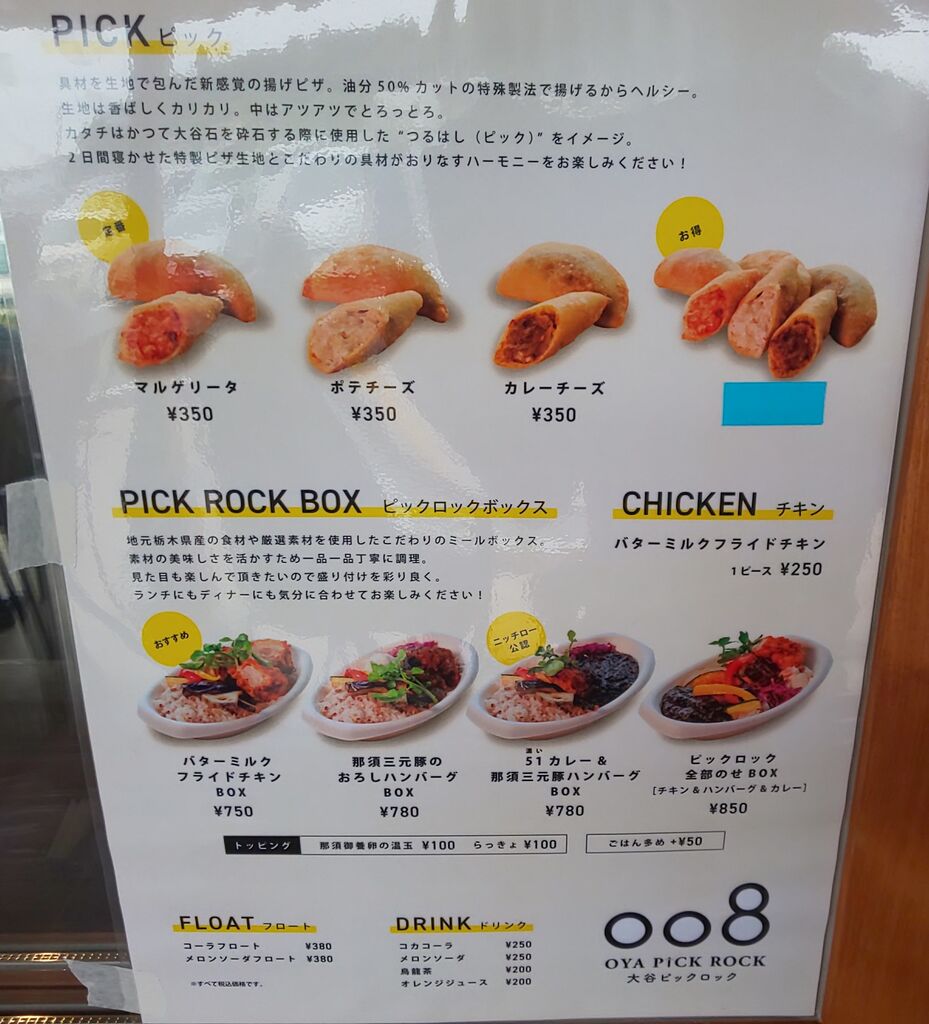 PICK ピック
具材を生地で包んだ新感覚の揚げピザ。油分50%カットの特殊製法で揚げるからヘルシー。
生地は香ばしくカリカリ。中はアツアツでとろっとろ。
カタチはかつて大谷石を砕石する際に使用した“つるはし（ピック）”をイメージ。
2日間寝かせた特製ピザ生地とこだわりの具材がおりなすハーモニーをお楽しみください！
定番
お得
マルゲリータ
¥350
ポテチーズ
¥350
カレーチーズ
¥350
PICK ROCK BOX ピックロックボックス
地元栃木県産の食材や厳選素材を使用したこだわりのミールボックス。
素材の美味しさを活かすため一品一品丁寧に調理。
見た目も楽しんで頂きたいので盛り付けを彩り良く。
ランチにもディナーにも気分に合わせてお楽しみください！
CHICKEN チキン
バターミルクフライドチキン
1ピース ¥250
おすすめ
ニッチロー
公認
バターミルク
フライドチキン
BOX
¥750
那須三元豚の
おろしハンバーグ
BOX
¥780
濃い
51カレー＆
那須三元豚ハンバーグ
BOX
¥780
ピックロック
全部のせBOX
[チキン＆ハンバーグ＆カレー]
¥850
トッピング 那須御養卵の温玉 ¥100 らっきょ ¥100
ごはん多め +¥50
FLOAT フロート
コーラフロート ¥380
メロンソーダフロート ¥380
※すべて税込価格です。
DRINK ドリンク
コカコーラ ¥250
メロンソーダ ¥250
烏龍茶 ¥200
オレンジジュース ¥200
008
OYA PiCK ROCK
大谷ピックロック